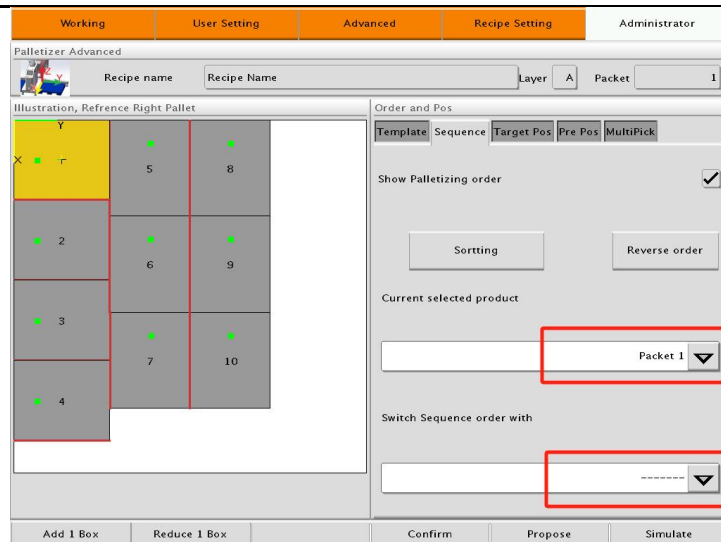 Working User Setting Advanced Recipe Setting Administrator
Palletizer Advanced
Recipe name Recipe Name Layer A Packet 1
Illustration, Refrence Right Pallet
Order and Pos
Template Sequence Target Pos Pre Pos MultiPick
Y
X
5 8
2
6 9
3
7 10
4
Show Palletizing order
Sortting Reverse order
Current selected product
Packet 1
Switch Sequence order with
-------
Add 1 Box Reduce 1 Box Confirm Propose Simulate